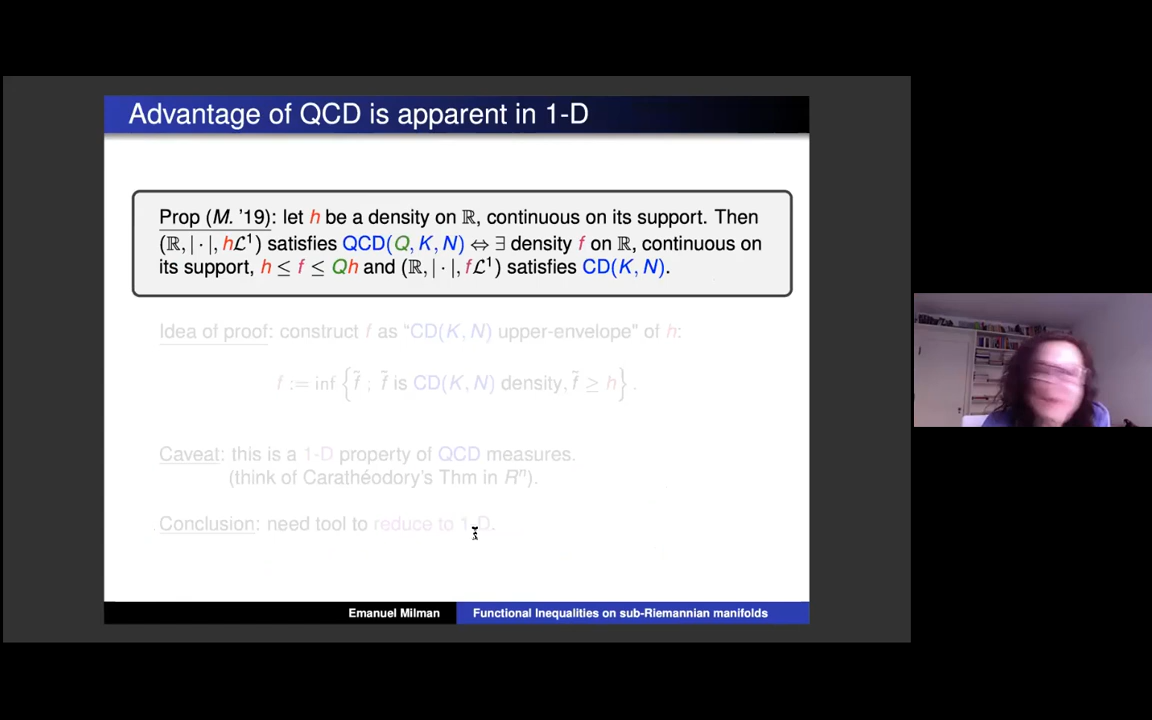 Advantage of QCD is apparent in 1-D
Prop (M. '19): let h be a density on ℝ, continuous on its support. Then
(ℝ, | · |, hℒ¹) satisfies QCD(Q, K, N) ⇔ ∃ density f on ℝ, continuous on
its support, h ≤ f ≤ Qh and (ℝ, | · |, fℒ¹) satisfies CD(K, N).
Idea of proof: construct f as “CD(K, N) upper-envelope” of h:
f := inf { f̃ ; f̃ is CD(K, N) density, f̃ ≥ h } .
Caveat: this is a 1-D property of QCD measures.
(think of Carathéodory's Thm in Rⁿ).
Conclusion: need tool to reduce to 1-D.
Emanuel Milman Functional Inequalities on sub-Riemannian manifolds